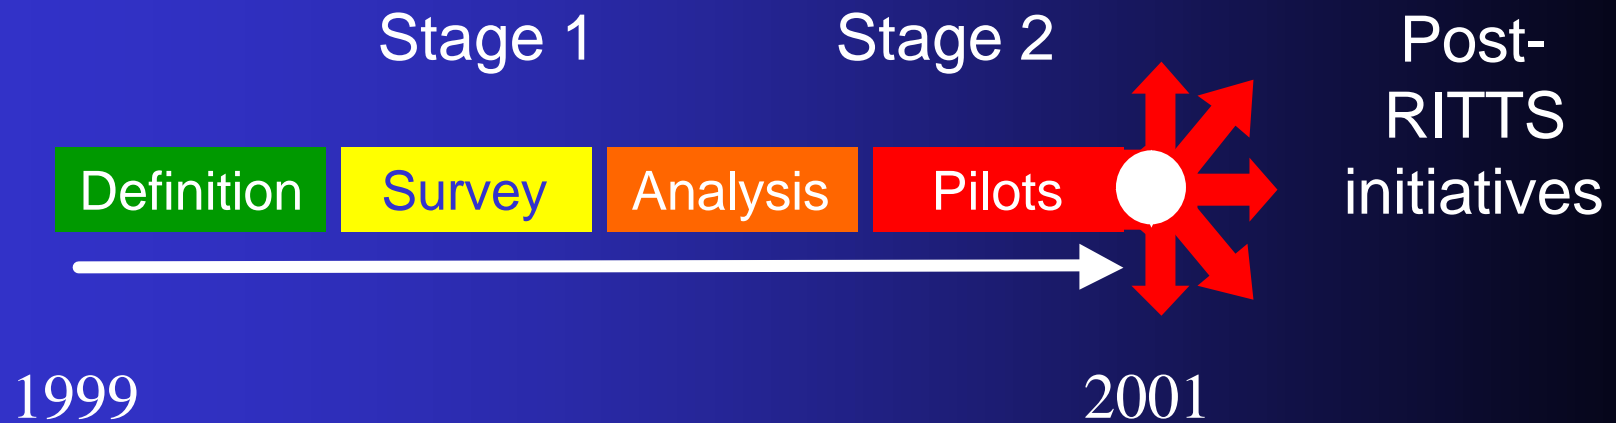 Stage 1
Stage 2
Post-
RITTS
initiatives
Definition
Survey
Analysis
Pilots
1999
2001